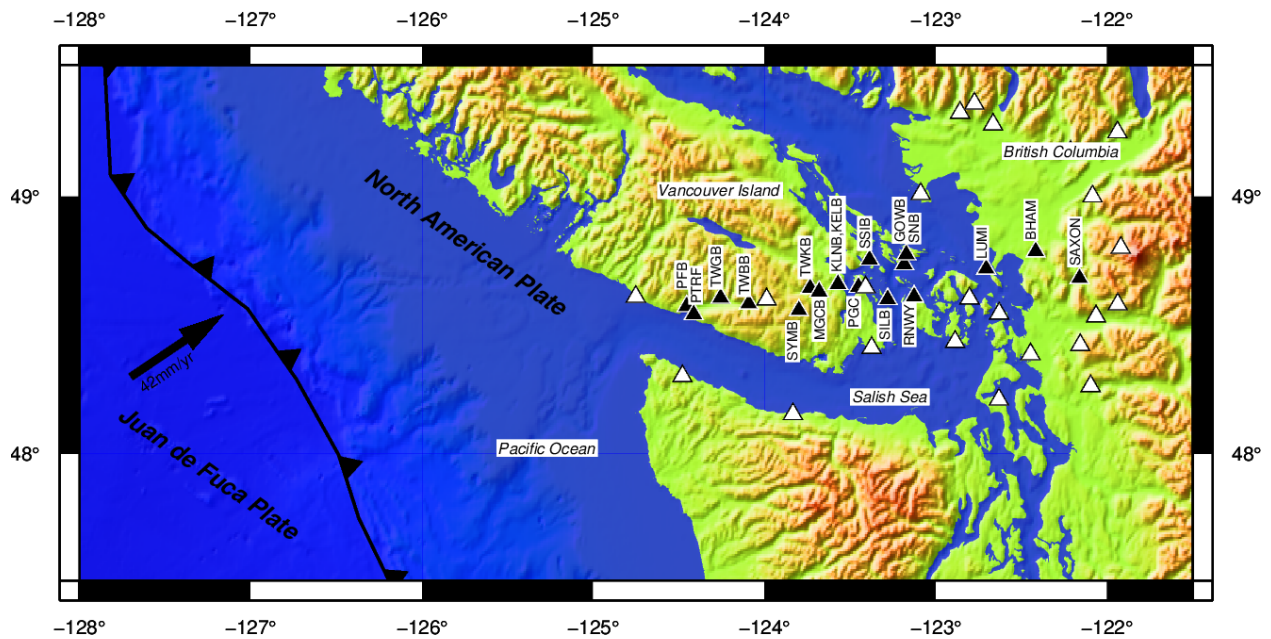 −128° −127° −126° −125° −124° −123° −122°
49° 49°
48° 48°
British Columbia
Vancouver Island
North American Plate
PFB
PTRF
TWGB
TWBB
TWKB
KLNB,KELB
SSIB
GOWB
SNB
LUMI
BHAM
SAXON
SYMB
MGCB
PGC
SILB
RNWY
42mm/yr
Salish Sea
Juan de Fuca Plate
Pacific Ocean
−128° −127° −126° −125° −124° −123° −122°